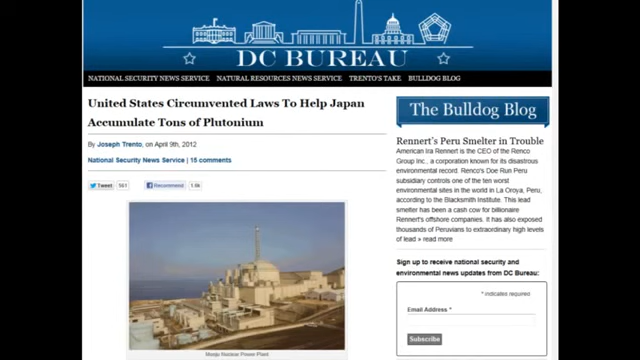 DC BUREAU
NATIONAL SECURITY NEWS SERVICE NATURAL RESOURCES NEWS SERVICE TRENTO'S TAKE BULLDOG BLOG
United States Circumvented Laws To Help Japan
Accumulate Tons of Plutonium
By Joseph Trento, on April 9th, 2012
National Security News Service | 15 comments
Tweet 561 Recommend 1.6k
Monju Nuclear Power Plant
The Bulldog Blog
Rennert's Peru Smelter in Trouble
American Ira Rennert is the CEO of the Renco
Group Inc., a corporation known for its disastrous
environmental record. Renco's Doe Run Peru
subsidiary controls one of the ten worst
environmental sites in the world in La Oroya, Peru,
according to the Blacksmith Institute. This lead
smelter has been a cash cow for billionaire
Rennert's offshore companies. It has also exposed
thousands of Peruvians to extraordinary high levels
of lead » read more
Sign up to receive national security and
environmental news updates from DC Bureau:
* indicates required
Email Address *
Subscribe